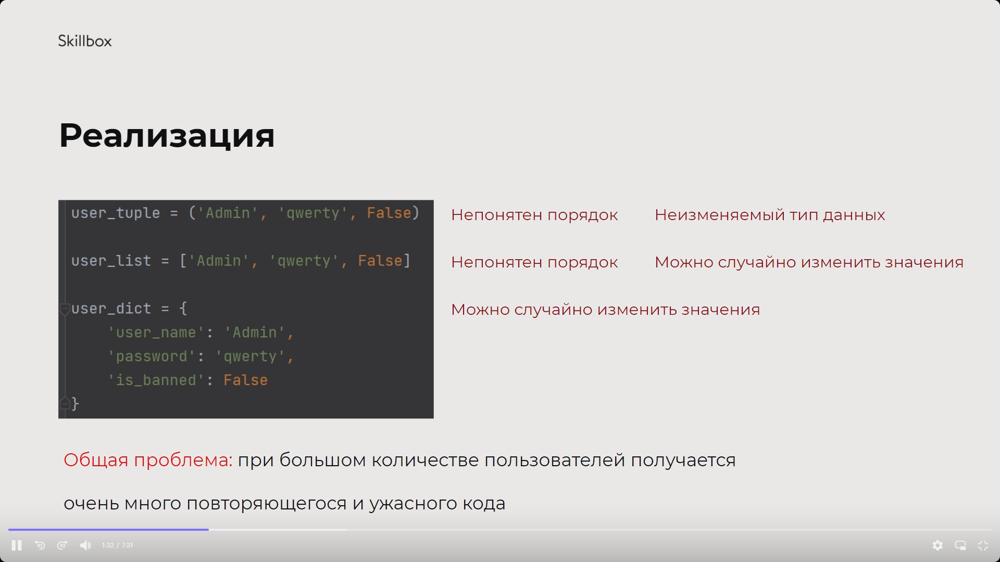 Skillbox
Реализация
user_tuple = ('Admin', 'qwerty', False)
Непонятен порядок
Неизменяемый тип данных
user_list = ['Admin', 'qwerty', False]
Непонятен порядок
Можно случайно изменить значения
user_dict = {
Можно случайно изменить значения
'user_name': 'Admin',
'password': 'qwerty',
'is_banned': False
}
Общая проблема: при большом количестве пользователей получается
очень много повторяющегося и ужасного кода
10
10
1:32 / 7:31